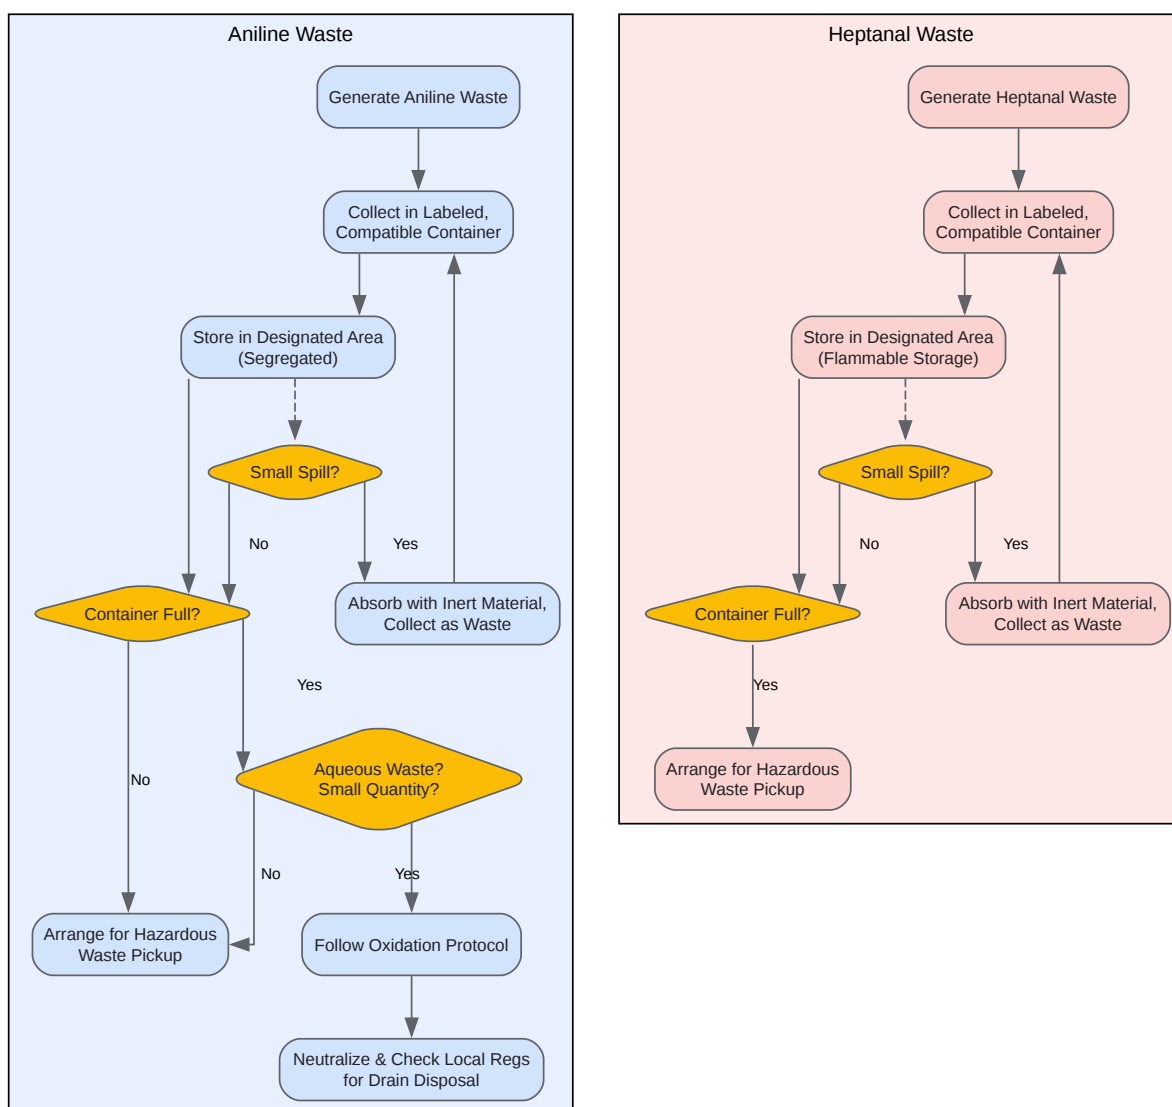 Aniline Waste
Generate Aniline Waste
Collect in Labeled,
Compatible Container
Store in Designated Area
(Segregated)
Small Spill?
No
Yes
Container Full?
Absorb with Inert Material,
Collect as Waste
Yes
No
Aqueous Waste?
Small Quantity?
No
Yes
Arrange for Hazardous
Waste Pickup
Follow Oxidation Protocol
Neutralize & Check Local Regs
for Drain Disposal
Heptanal Waste
Generate Heptanal Waste
Collect in Labeled,
Compatible Container
Store in Designated Area
(Flammable Storage)
Small Spill?
No
Yes
Container Full?
Absorb with Inert Material,
Collect as Waste
Yes
Arrange for Hazardous
Waste Pickup